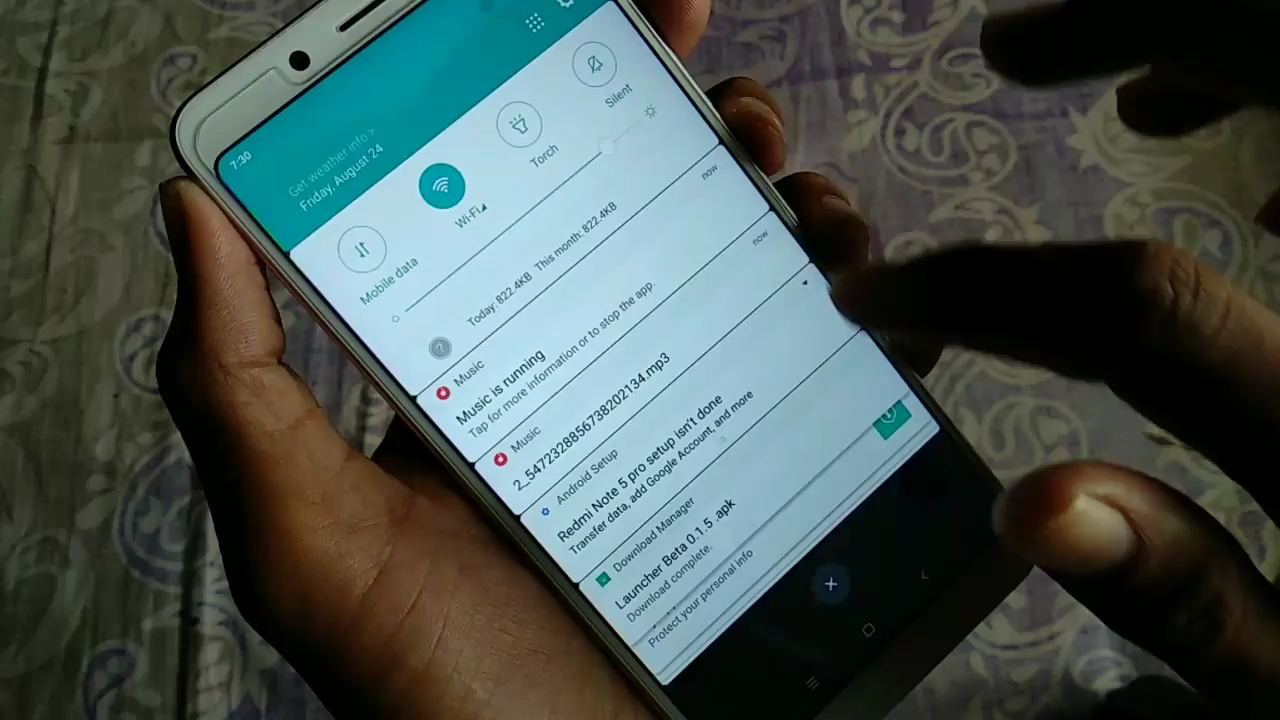 7:30
Get weather info >
Friday, August 24
Mobile data
Wi-Fi
Torch
Silent
Today: 822.4KB This month: 822.4KB
now
Music
now
Music is running
Tap for more information or to stop the app.
Music
2_5472328856738202134.mp3
Android Setup
Redmi Note 5 pro setup isn't done
Transfer data, add Google Account, and more
Download Manager
Launcher Beta 0.1.5 .apk
Download complete.
Protect your personal info